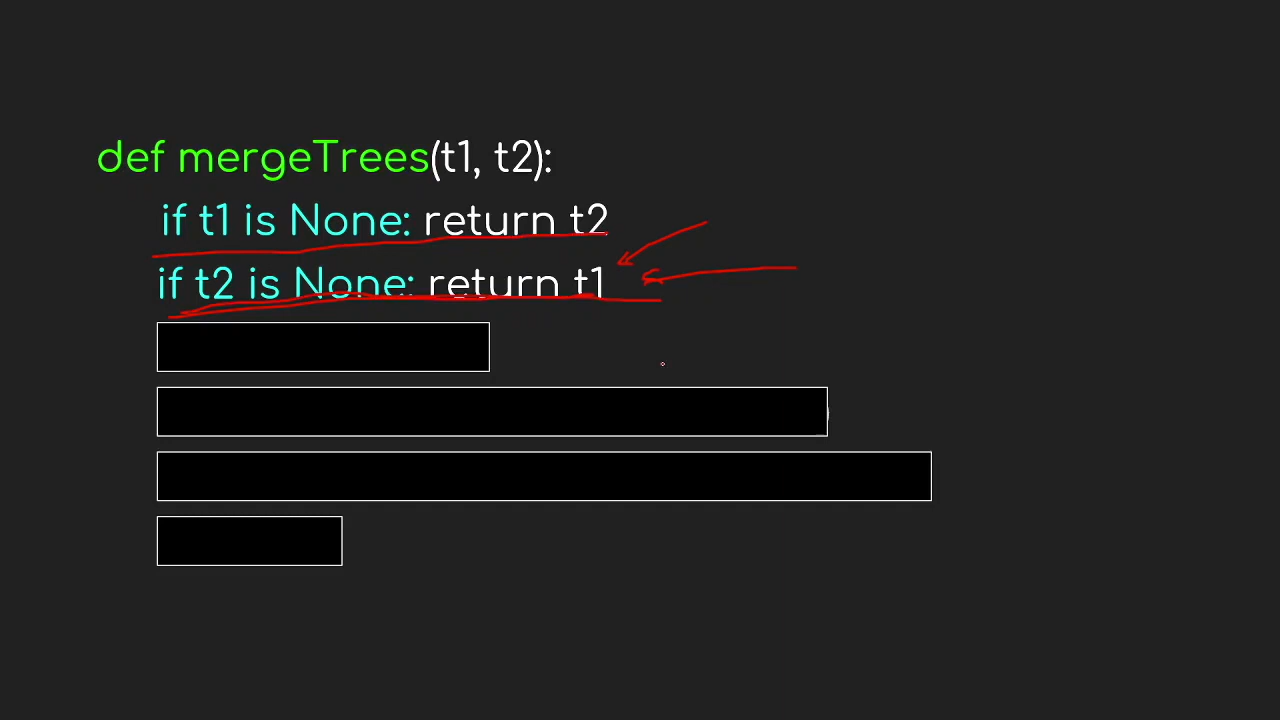 def mergeTrees(t1, t2):
if t1 is None: return t2
if t2 is None: return t1